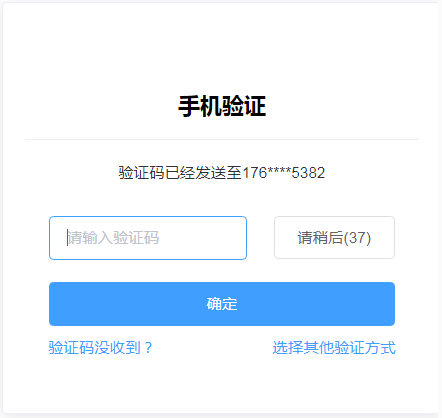 手机验证
验证码已经发送至176****5382
请输入验证码
请稍后(37)
确定
验证码没收到？
选择其他验证方式